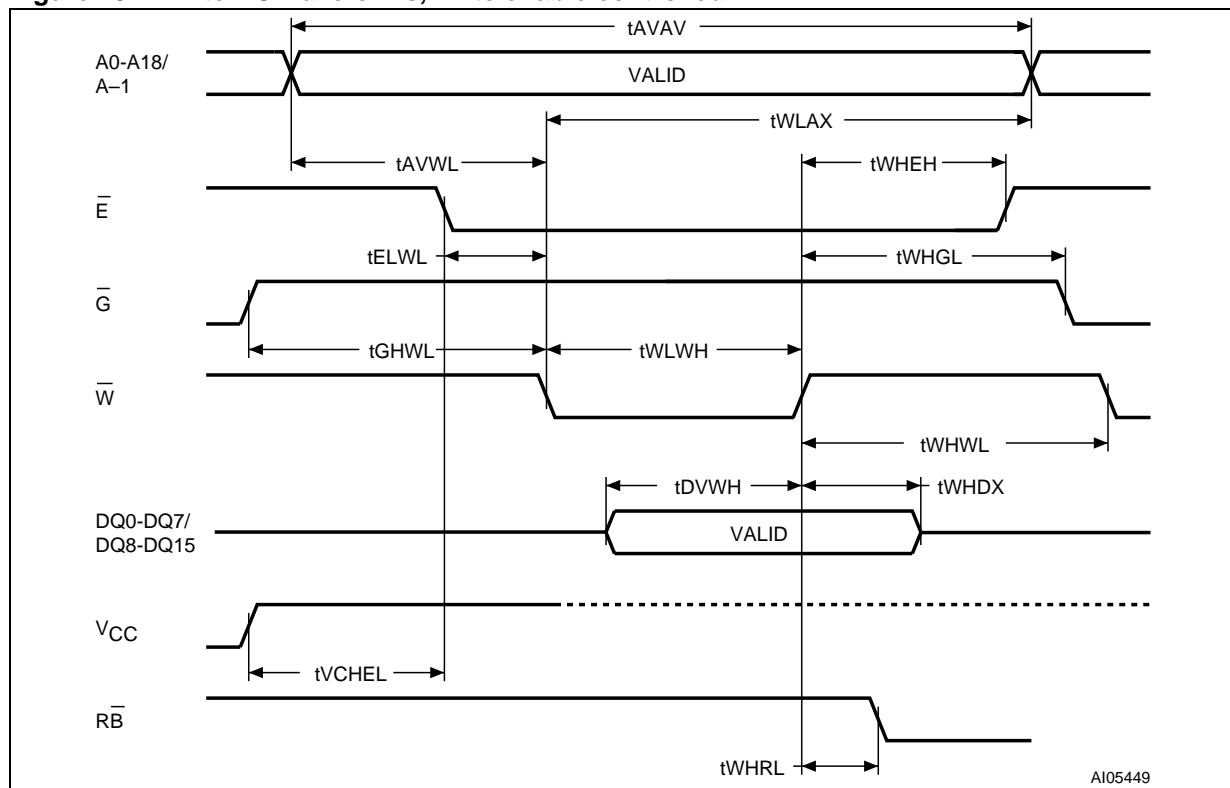 tAVAV
A0-A18/
A–1
VALID
tWLAX
tAVWL
tWHEH
E̅
tELWL
tWHGL
G̅
tGHWL
tWLWH
W̅
tWHWL
tDVWH
tWHDX
DQ0-DQ7/
DQ8-DQ15
VALID
VCC
tVCHEL
RB̅
tWHRL
AI05449